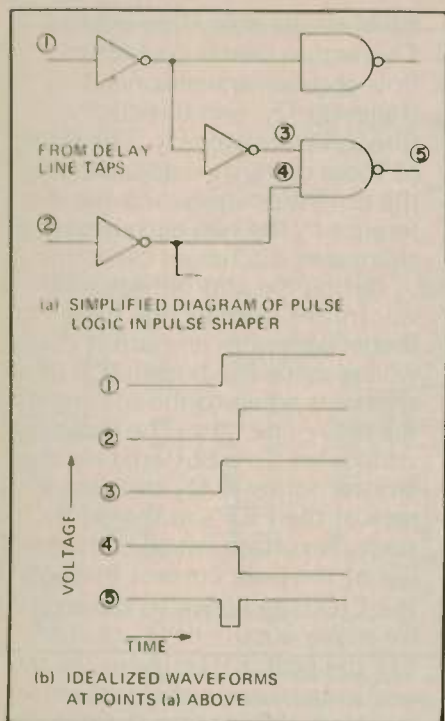 ①
③
④
⑤
FROM DELAY
LINE TAPS
②
(a) SIMPLIFIED DIAGRAM OF PULSE
LOGIC IN PULSE SHAPER
①
②
③
④
⑤
VOLTAGE
TIME
(b) IDEALIZED WAVEFORMS
AT POINTS (a) ABOVE